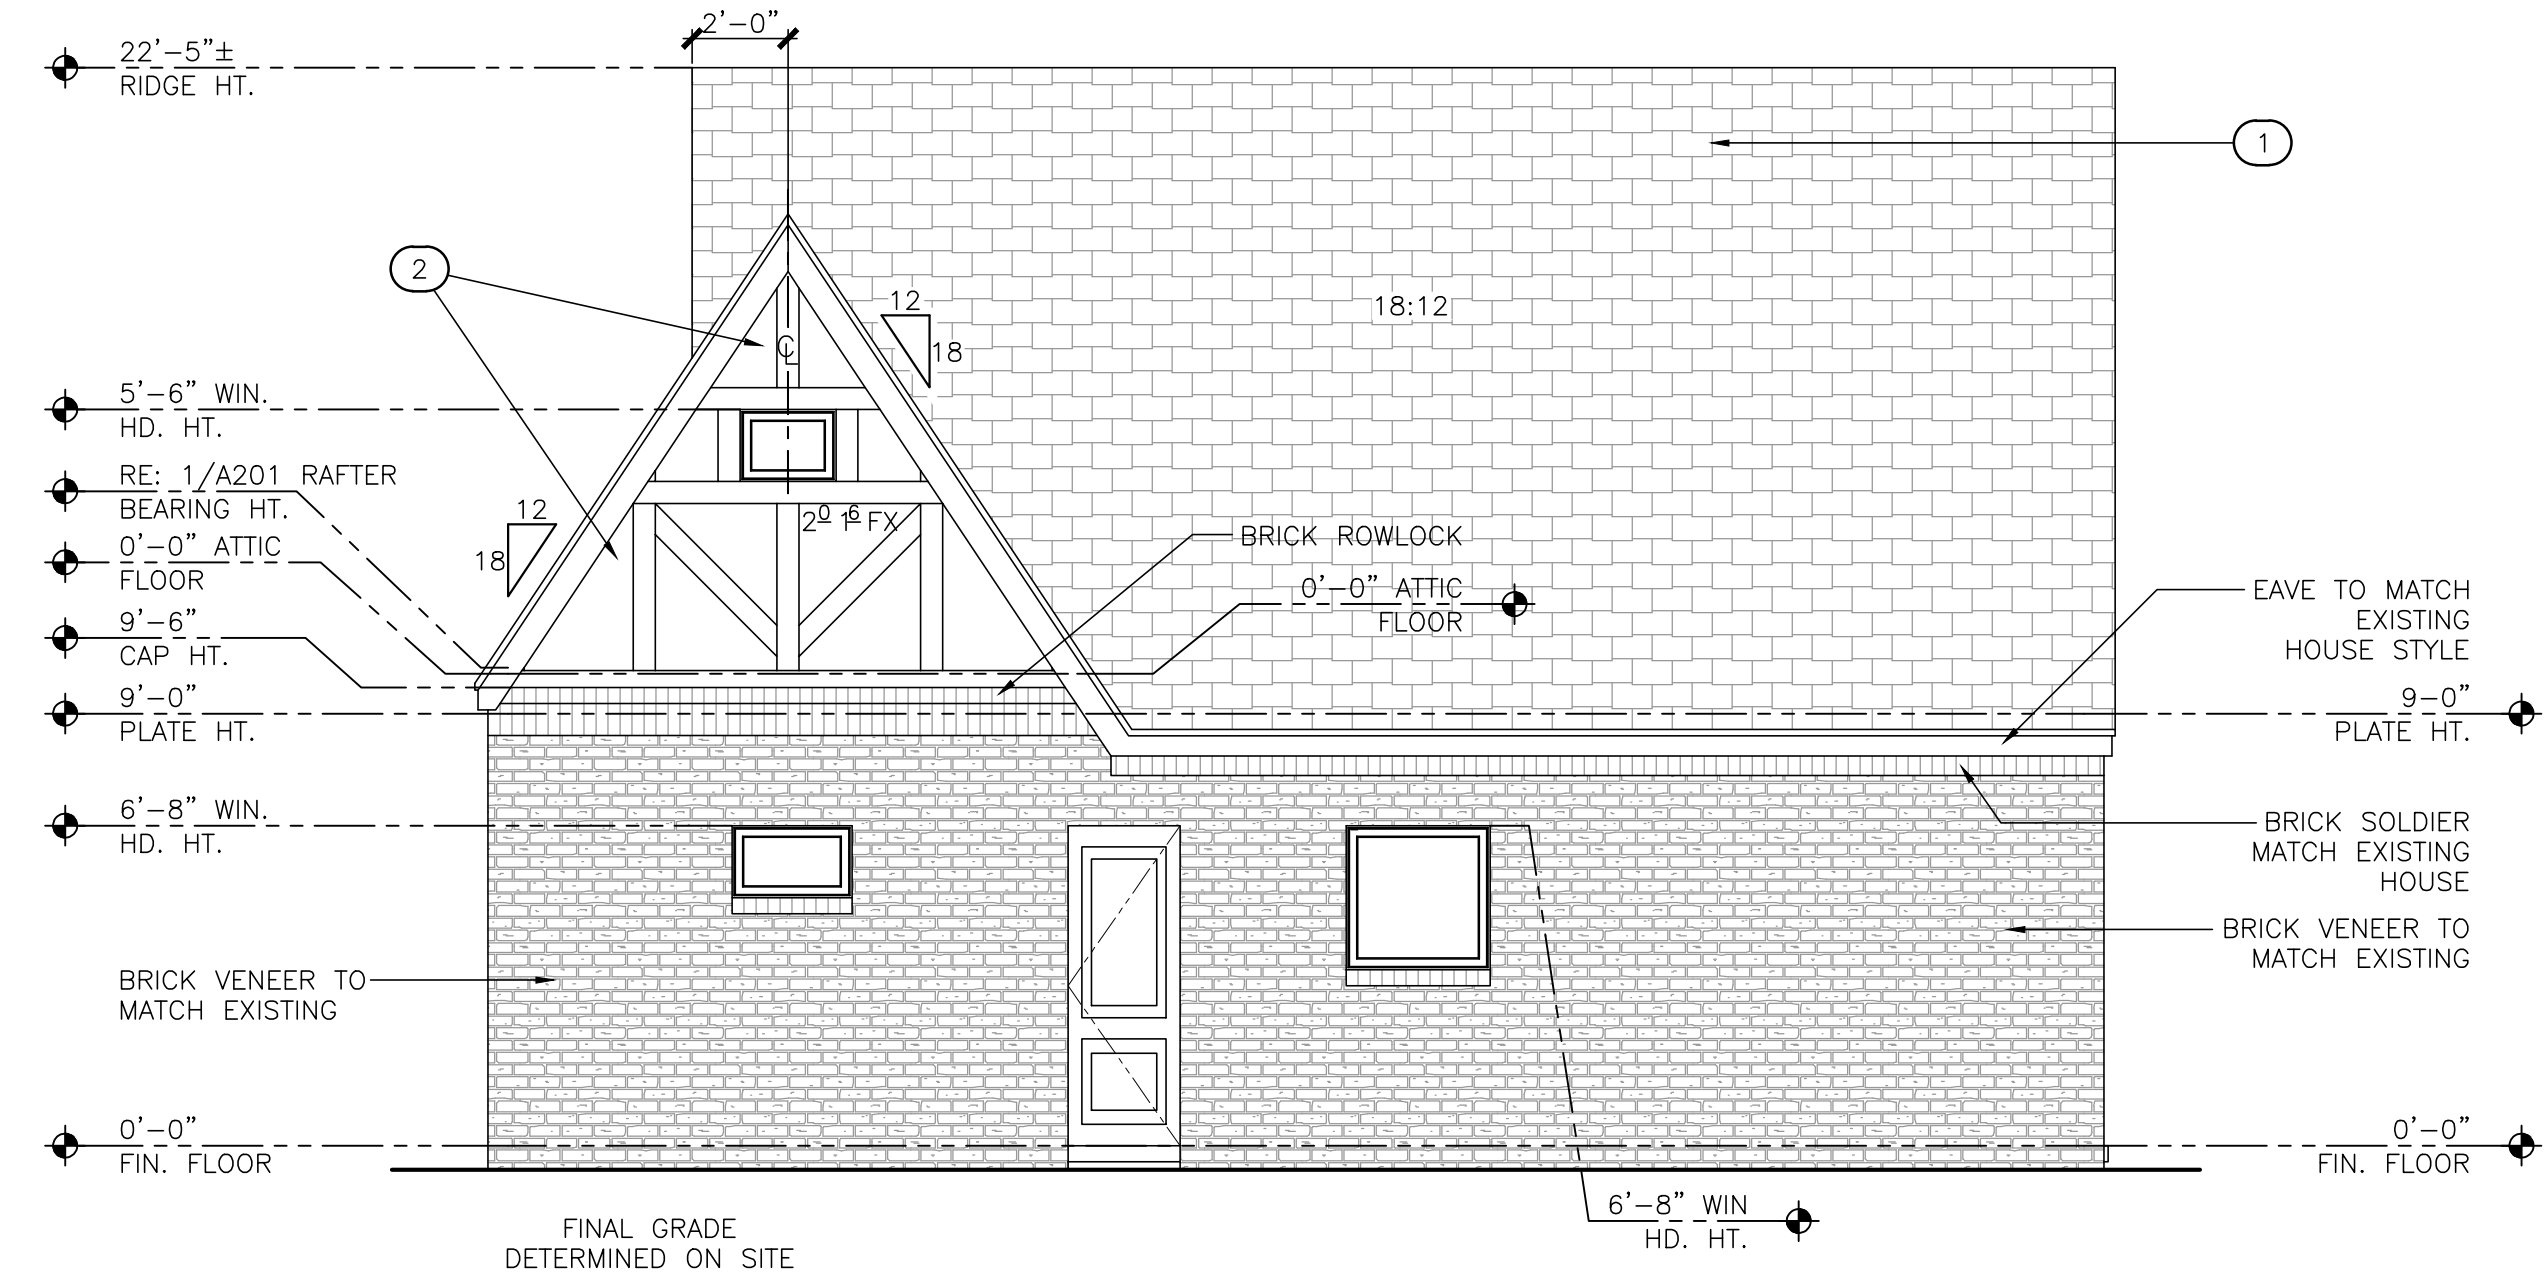 2'-0"
22'-5"±
RIDGE HT.
1
2
12
18
18:12
5'-6" WIN.
HD. HT.
RE: 1/A201 RAFTER
BEARING HT.
12
18
2⁰ 1⁶ FX
BRICK ROWLOCK
0'-0" ATTIC
FLOOR
0'-0" ATTIC
FLOOR
EAVE TO MATCH
EXISTING
HOUSE STYLE
9'-6"
CAP HT.
9'-0"
PLATE HT.
9-0"
PLATE HT.
6'-8" WIN.
HD. HT.
BRICK SOLDIER
MATCH EXISTING
HOUSE
BRICK VENEER TO
MATCH EXISTING
BRICK VENEER TO
MATCH EXISTING
0'-0"
FIN. FLOOR
0'-0"
FIN. FLOOR
6'-8" WIN
HD. HT.
FINAL GRADE
DETERMINED ON SITE